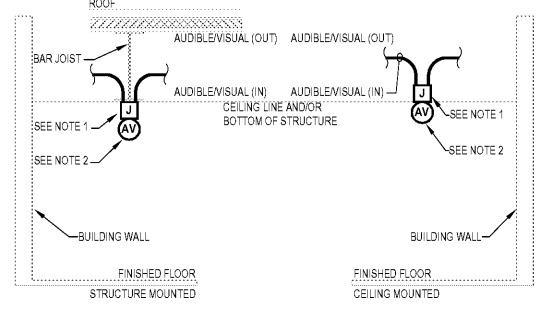 ROOF
AUDIBLE/VISUAL (OUT) AUDIBLE/VISUAL (OUT)
BAR JOIST
AUDIBLE/VISUAL (IN) AUDIBLE/VISUAL (IN)
CEILING LINE AND/OR
BOTTOM OF STRUCTURE
J
SEE NOTE 1
AV
SEE NOTE 2
J
SEE NOTE 1
AV
SEE NOTE 2
BUILDING WALL
BUILDING WALL
FINISHED FLOOR
STRUCTURE MOUNTED
FINISHED FLOOR
CEILING MOUNTED